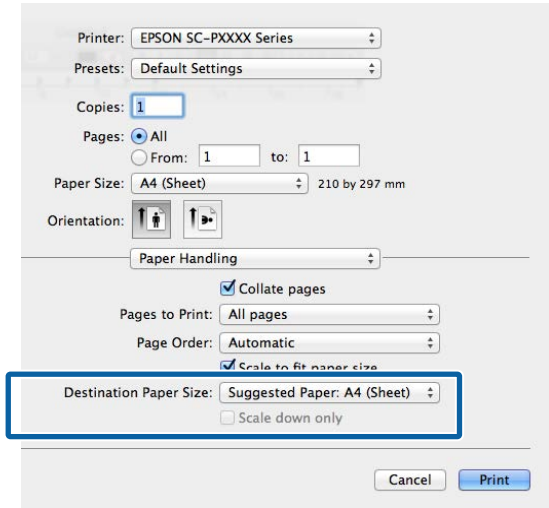 Printer: EPSON SC-PXXXX Series
Presets: Default Settings
Copies: 1
Pages: All
From: 1 to: 1
Paper Size: A4 (Sheet) 210 by 297 mm
Orientation:
Paper Handling
Collate pages
Pages to Print: All pages
Page Order: Automatic
Scale to fit paper size
Destination Paper Size: Suggested Paper: A4 (Sheet)
Scale down only
Cancel Print